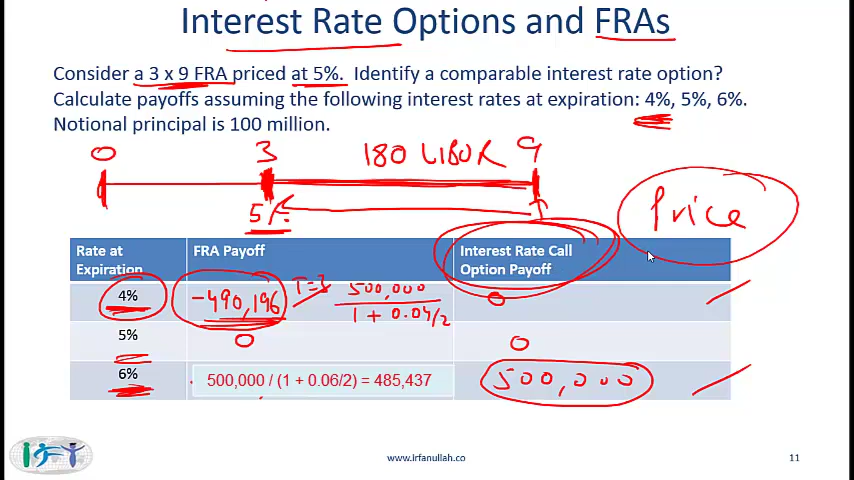 Interest Rate Options and FRAs
Consider a 3 x 9 FRA priced at 5%. Identify a comparable interest rate option?
Calculate payoffs assuming the following interest rates at expiration: 4%, 5%, 6%.
Notional principal is 100 million.
0 3 180 LIBOR 9
5%
Price
Rate at Expiration FRA Payoff Interest Rate Call Option Payoff
4% -490,196 T=3 500,000 / 1 + 0.04/2 0
5% 0 0
6% 500,000 / (1 + 0.06/2) = 485,437 500,000
www.irfanullah.co
11